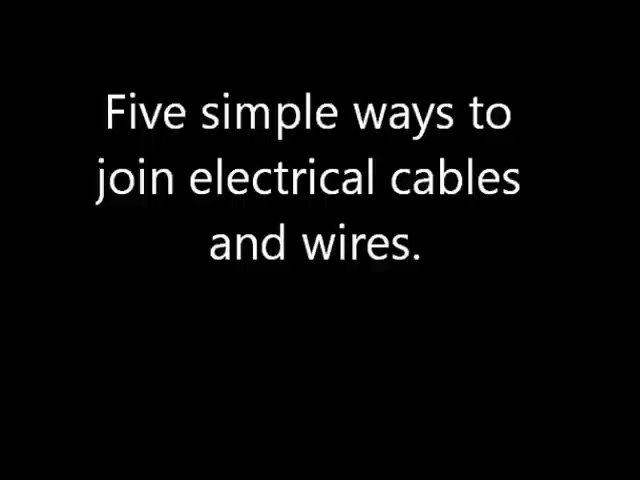 Five simple ways to
join electrical cables
and wires.